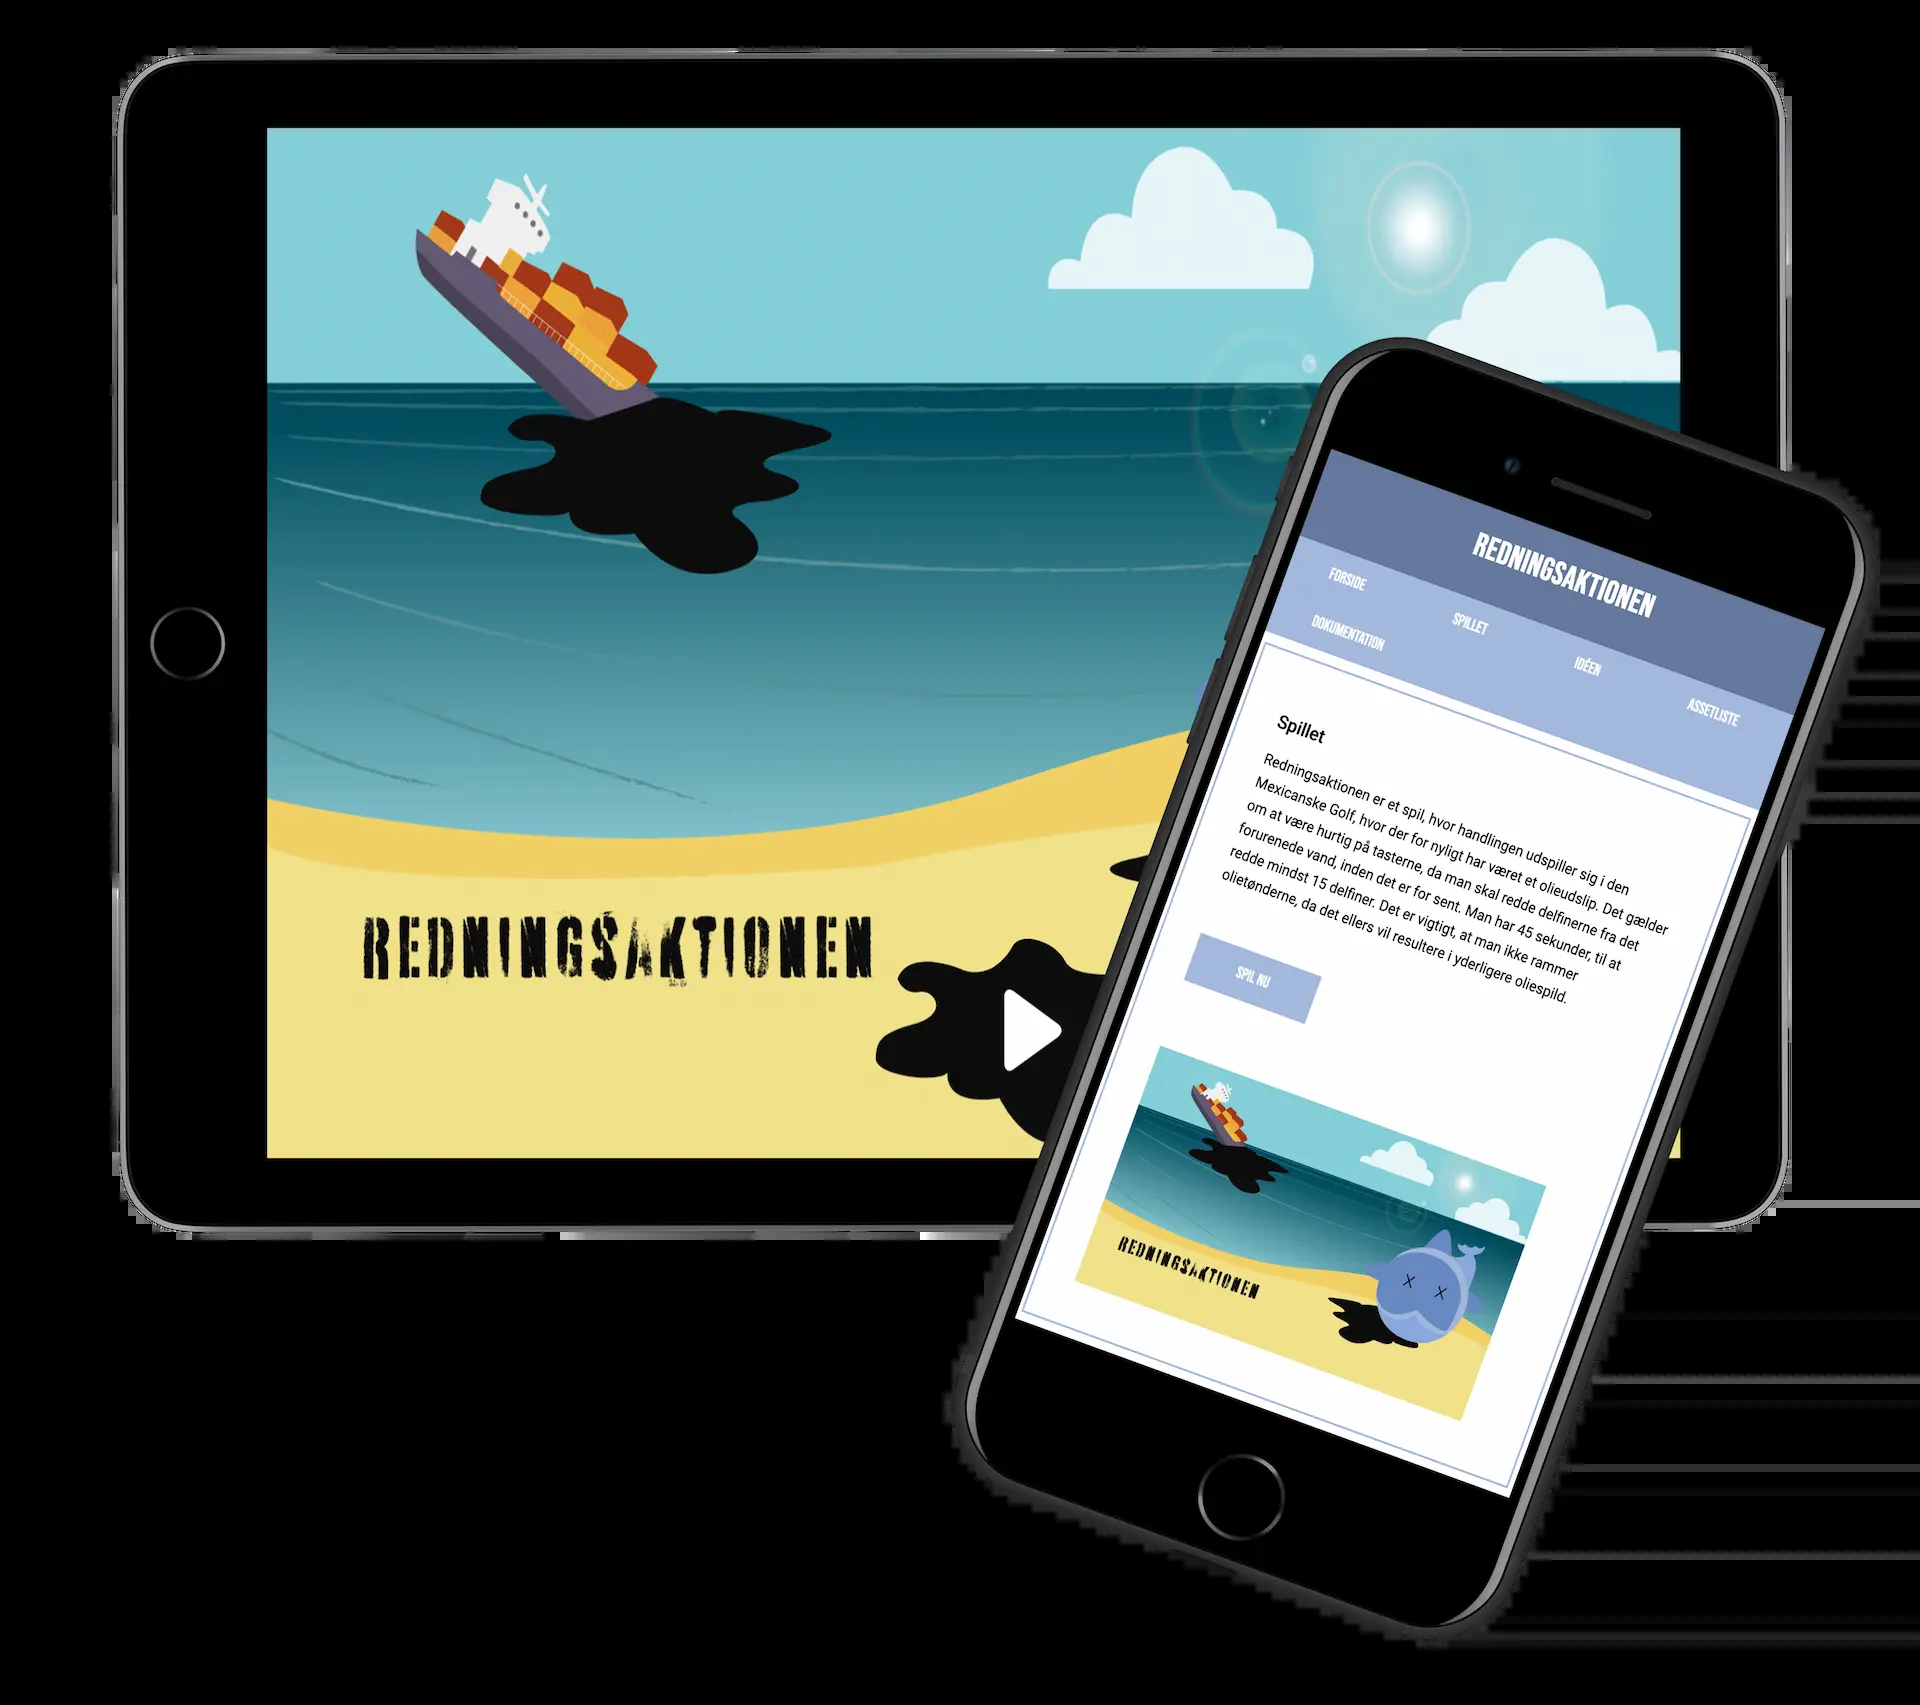 REDNINGSAKTIONEN
REDNINGSAKTIONEN
FORSIDE
SPILLET
IDÉEN
ASSETLISTE
DOKUMENTATION
Spillet
Redningsaktionen er et spil, hvor handlingen udspiller sig i den
Mexicanske Golf, hvor der for nyligt har været et olieudslip. Det gælder
om at være hurtig på tasterne, da man skal redde delfinerne fra det
forurenede vand, inden det er for sent. Man har 45 sekunder, til at
redde mindst 15 delfiner. Det er vigtigt, at man ikke rammer
olietønderne, da det ellers vil resultere i yderligere oliespild.
SPIL NU
REDNINGSAKTIONEN